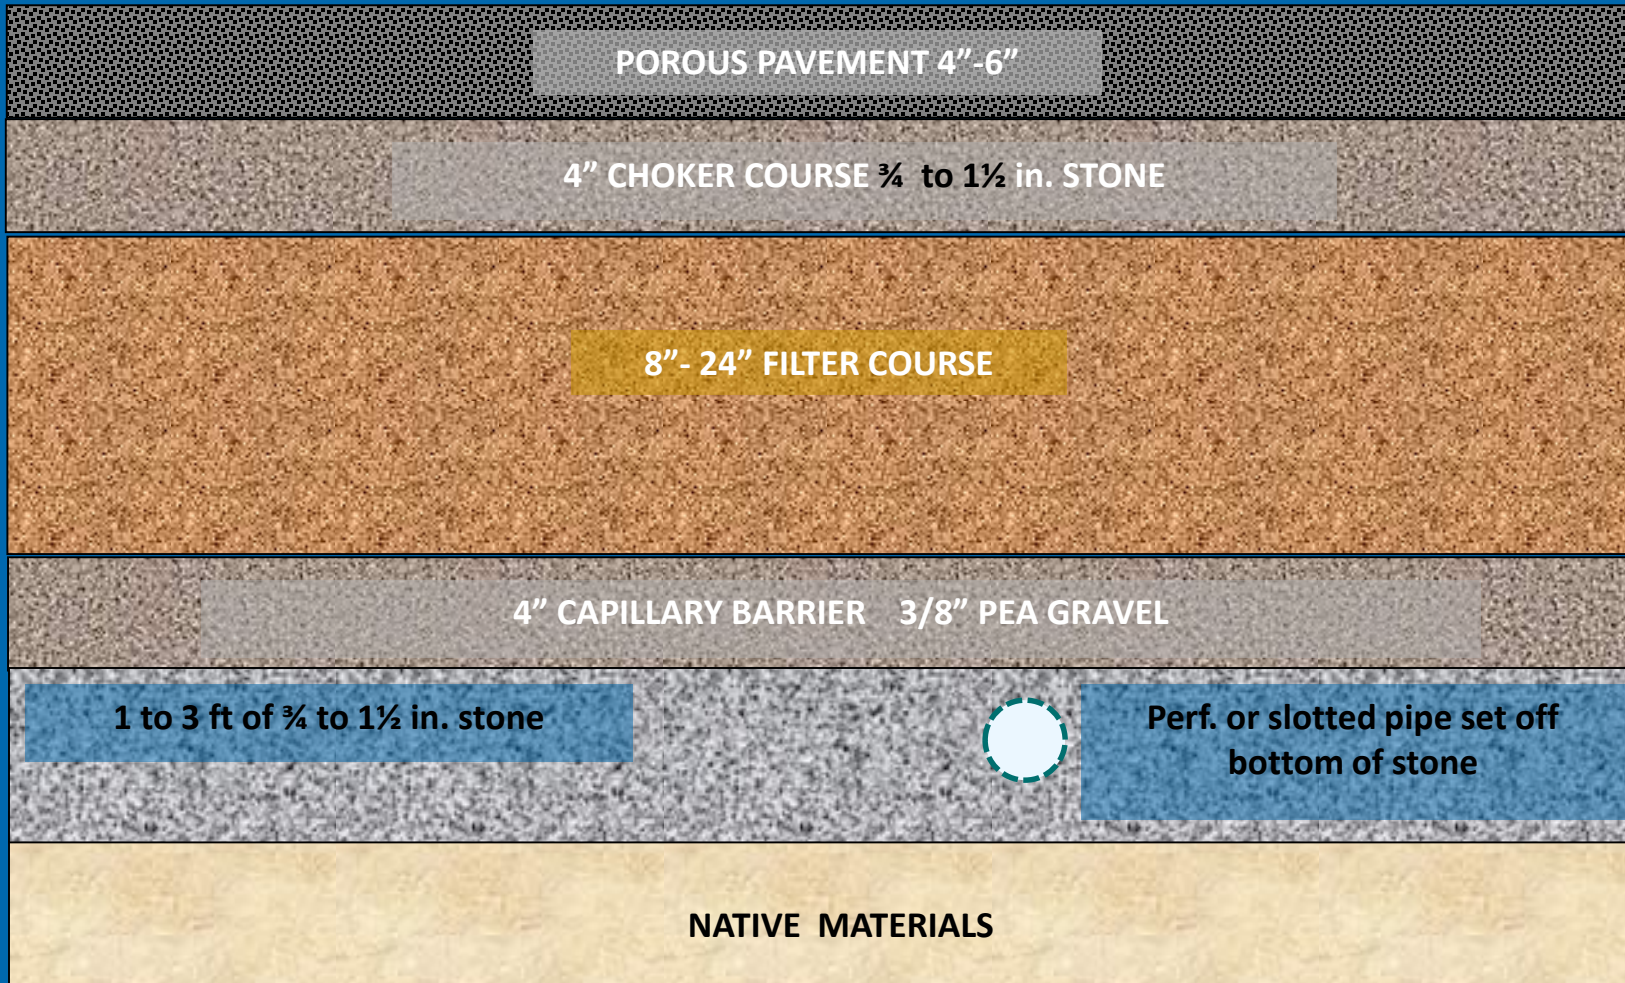 POROUS PAVEMENT 4”-6”
4” CHOKER COURSE ¾ to 1½ in. STONE
8”- 24” FILTER COURSE
4” CAPILLARY BARRIER 3/8” PEA GRAVEL
1 to 3 ft of ¾ to 1½ in. stone
Perf. or slotted pipe set off
bottom of stone
NATIVE MATERIALS